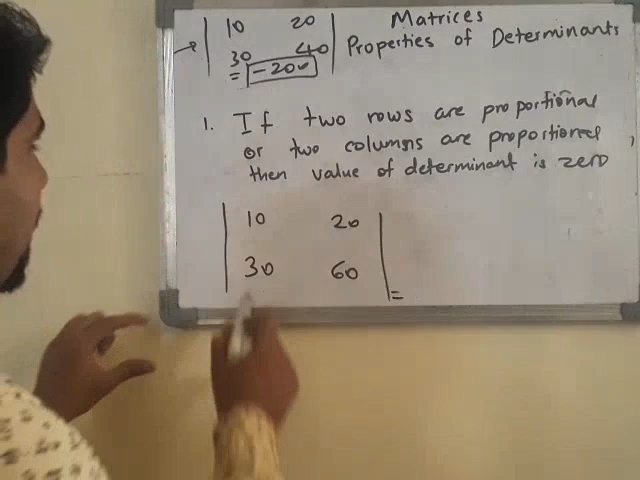 10 20 Matrices
30 40 Properties of Determinants
= -200
1. If two rows are proportional
or two columns are proportional,
then value of determinant is zero
10 20
30 60
=